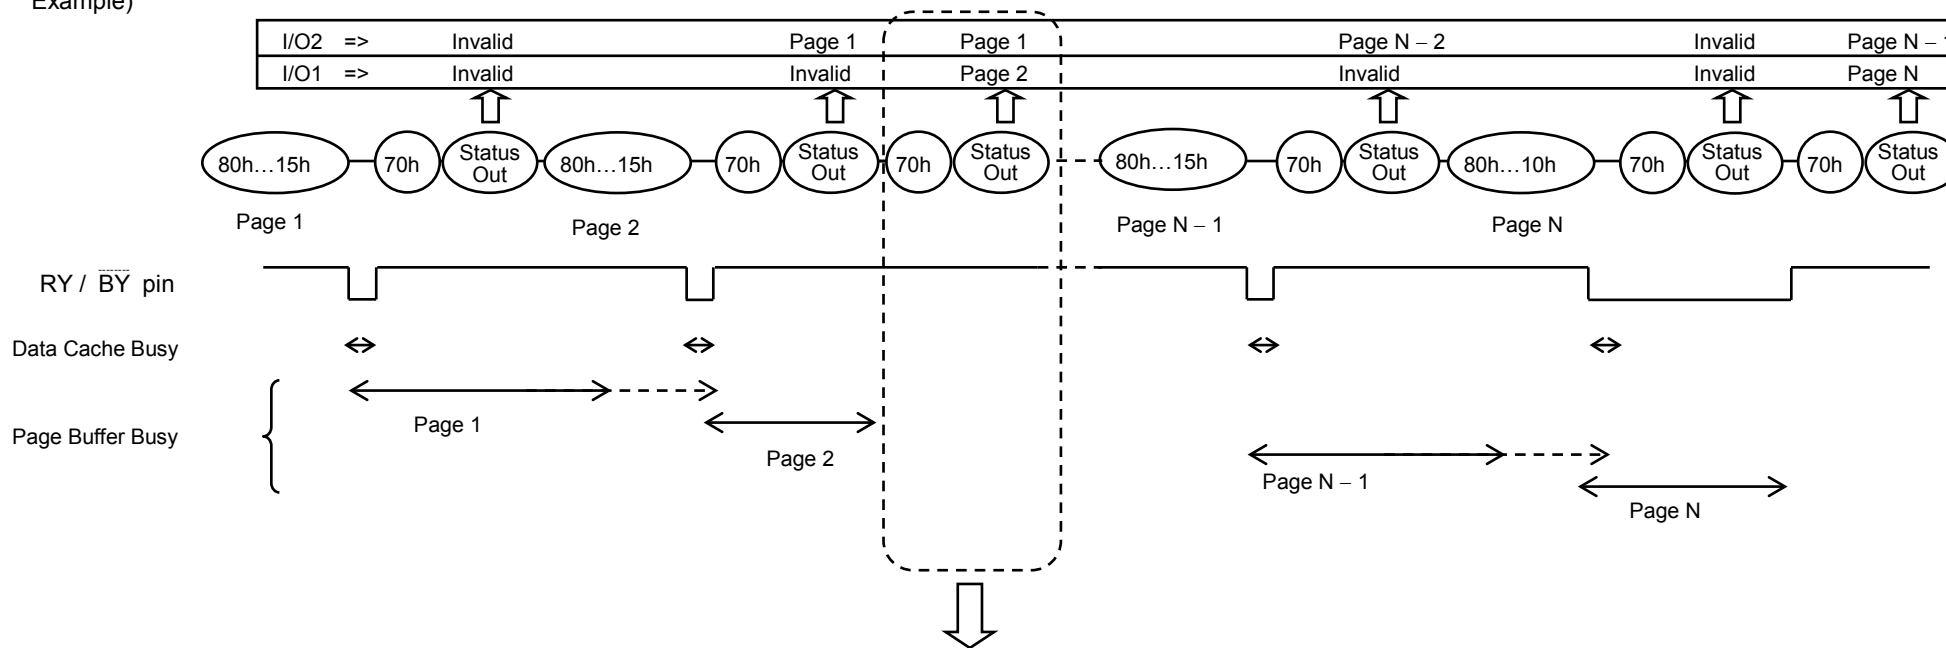 Example)
I/O2 => Invalid Page 1 Page 1 Page N − 2 Invalid Page N − 1
I/O1 => Invalid Invalid Page 2 Invalid Invalid Page N
80h…15h 70h Status Out 80h…15h 70h Status Out 70h Status Out 80h…15h 70h Status Out 80h…10h 70h Status Out 70h Status Out
Page 1 Page 2 Page N − 1 Page N
RY / BY pin
Data Cache Busy
Page Buffer Busy
Page 1
Page 2
Page N − 1
Page N